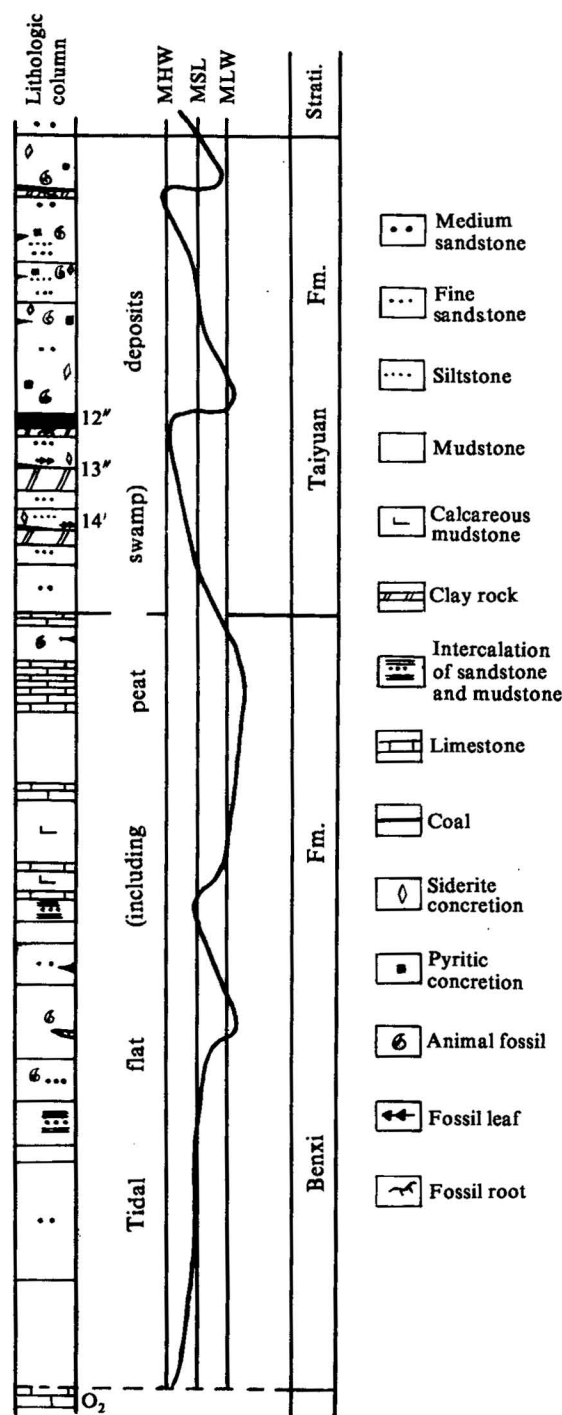 Lithologic
column
MHW
MSL
MLW
Strati.
Tidal flat (including peat swamp) deposits
12″
13″
14′
O₂
Taiyuan Fm.
Benxi Fm.
Medium
sandstone
Fine
sandstone
Siltstone
Mudstone
Calcareous
mudstone
Clay rock
Intercalation
of sandstone
and mudstone
Limestone
Coal
Siderite
concretion
Pyritic
concretion
Animal fossil
Fossil leaf
Fossil root